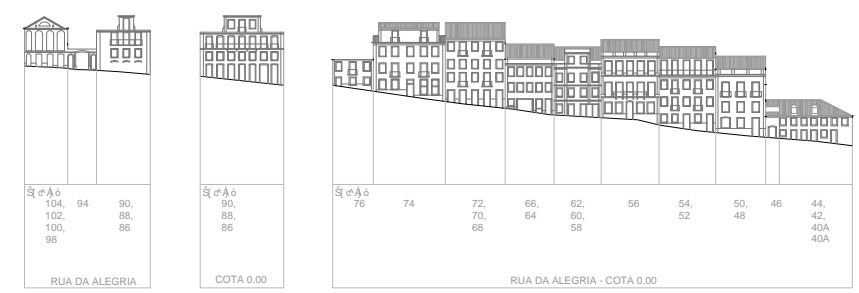 104, 94 90,
102, 88,
100, 86
98
RUA DA ALEGRIA
90,
88,
86
COTA 0.00
76 74 72, 66, 62, 56 54, 50, 46 44,
70, 64 60, 52 48 42,
68 58 40A
40A
RUA DA ALEGRIA - COTA 0.00